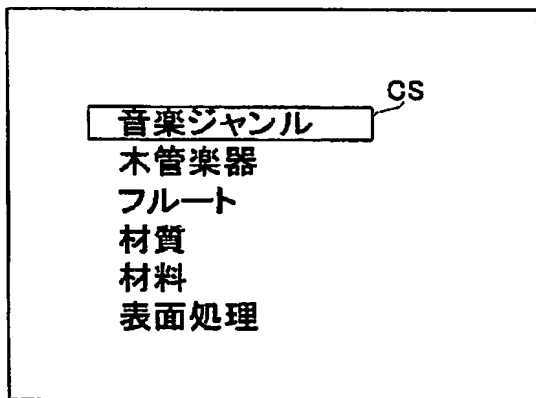 CS
音楽ジャンル
木管楽器
フルート
材質
材料
表面処理